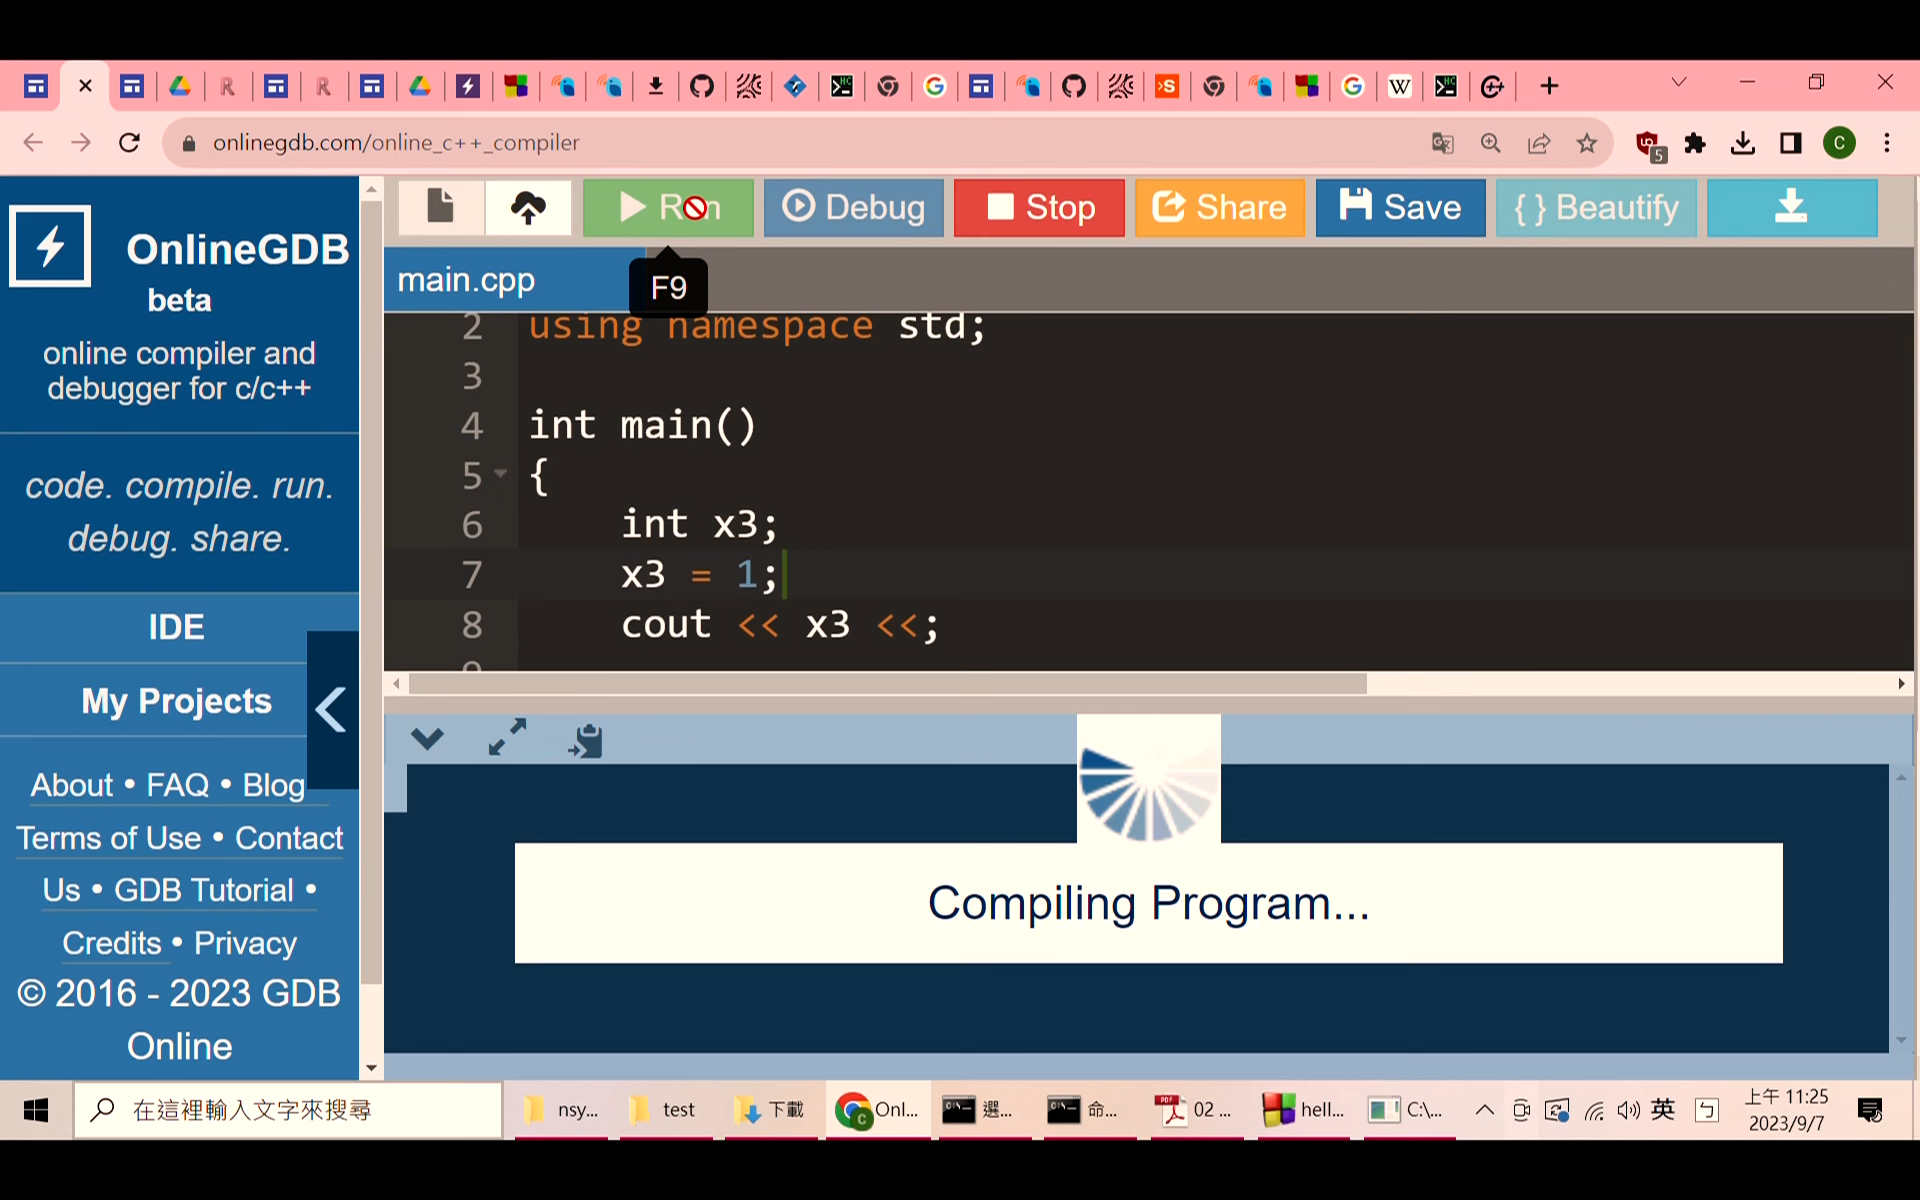 onlinegdb.com/online_c++_compiler
5
C
OnlineGDB
beta
online compiler and
debugger for c/c++
code. compile. run.
debug. share.
IDE
My Projects
About • FAQ • Blog
Terms of Use • Contact
Us • GDB Tutorial •
Credits • Privacy
© 2016 - 2023 GDB
Online
Run
Debug
Stop
Share
Save
{ } Beautify
F9
main.cpp
2 using namespace std;
3
4 int main()
5 {
6 int x3;
7 x3 = 1;
8 cout << x3 <<;
Compiling Program...
在這裡輸入文字來搜尋
nsy...
test
下載
Onl...
選...
命...
02 ...
hell...
C:\...
英
上午 11:25
2023/9/7